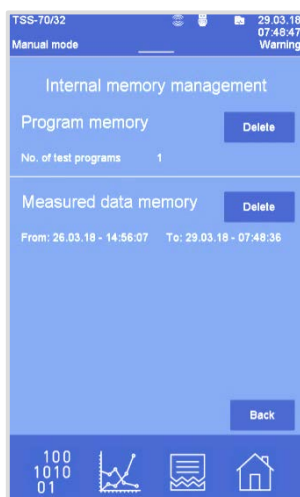 TSS-70/32 29.03.18
07:48:47
Manual mode Warning
Internal memory management
Program memory Delete
No. of test programs 1
Measured data memory Delete
From: 26.03.18 - 14:56:07 To: 29.03.18 - 07:48:36
Back
100
1010
01